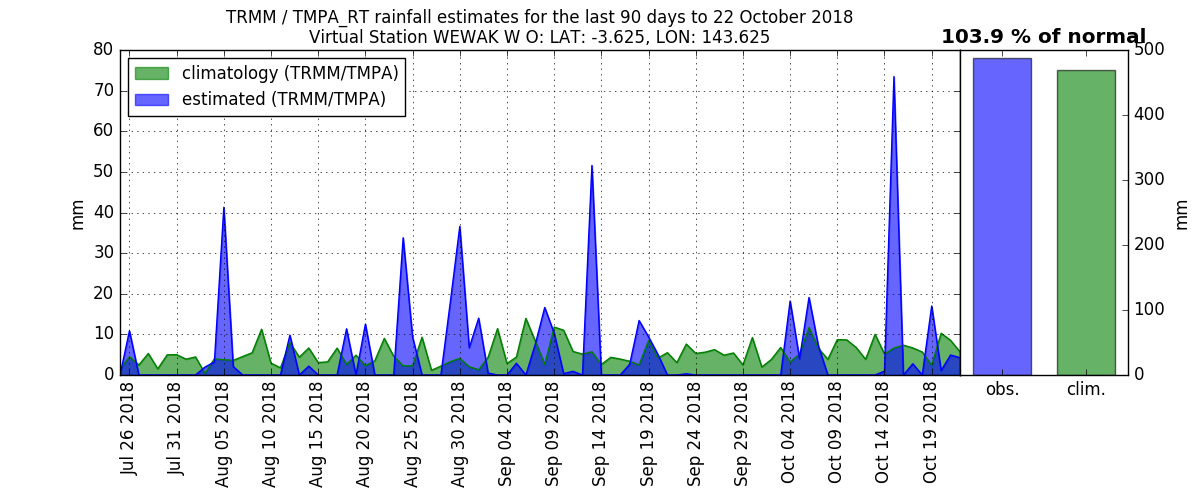 TRMM / TMPA_RT rainfall estimates for the last 90 days to 22 October 2018
Virtual Station WEWAK W O: LAT: -3.625, LON: 143.625
103.9 % of normal
climatology (TRMM/TMPA)
estimated (TRMM/TMPA)
80
70
60
50
40
30
20
10
0
mm
Jul 26 2018
Jul 31 2018
Aug 05 2018
Aug 10 2018
Aug 15 2018
Aug 20 2018
Aug 25 2018
Aug 30 2018
Sep 04 2018
Sep 09 2018
Sep 14 2018
Sep 19 2018
Sep 24 2018
Sep 29 2018
Oct 04 2018
Oct 09 2018
Oct 14 2018
Oct 19 2018
obs.
clim.
500
400
300
200
100
0
mm